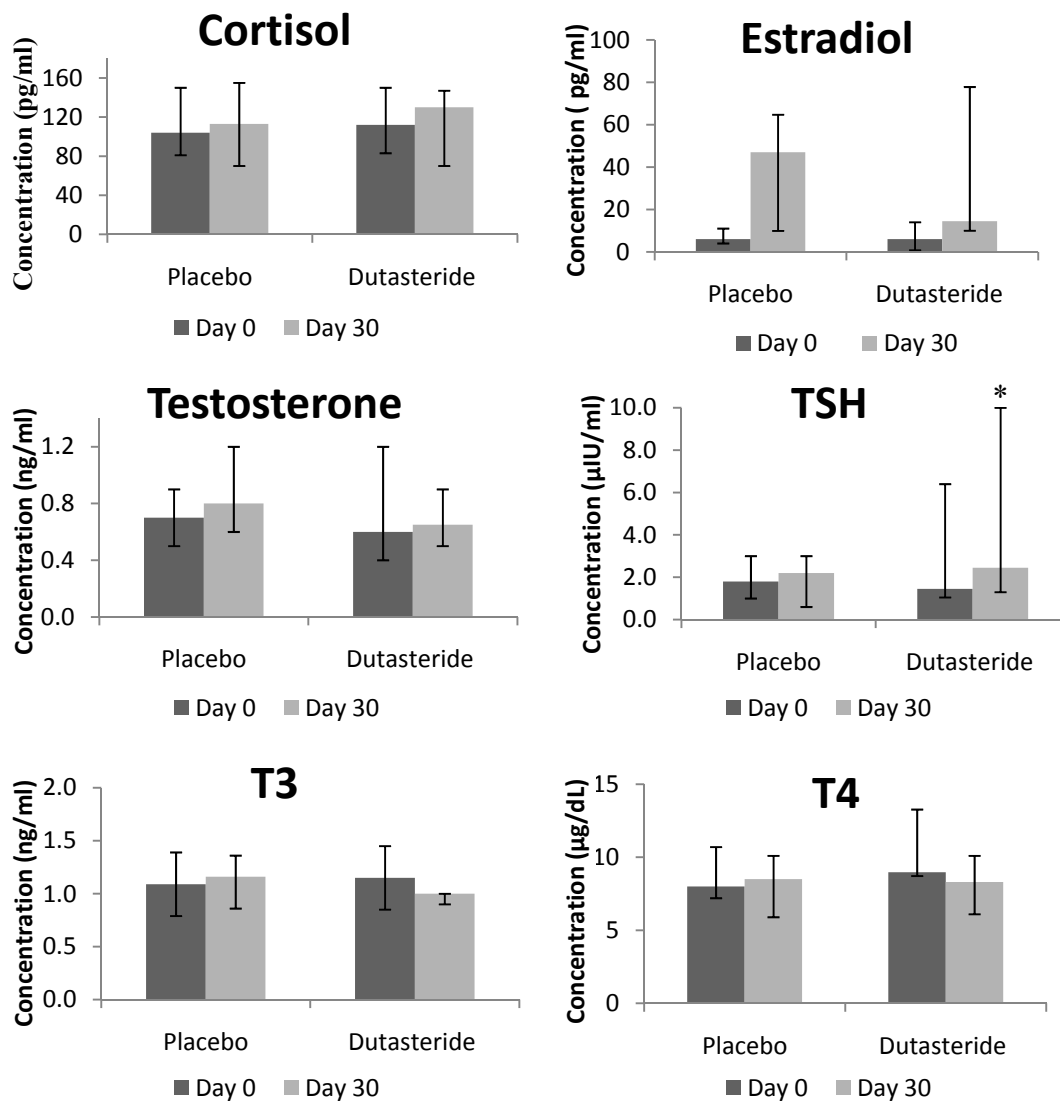 Cortisol
Concentration (pg/ml)
160
120
80
40
0
Placebo Dutasteride
Day 0 Day 30
Estradiol
Concentration ( pg/ml)
100
80
60
40
20
0
Placebo Dutasteride
Day 0 Day 30
Testosterone
Concentration (ng/ml)
1.2
0.8
0.4
0.0
Placebo Dutasteride
Day 0 Day 30
TSH
*
Concentration (µIU/ml)
10.0
8.0
6.0
4.0
2.0
0.0
Placebo Dutasteride
Day 0 Day 30
T3
Concentration (ng/ml)
2.0
1.5
1.0
0.5
0.0
Placebo Dutasteride
Day 0 Day 30
T4
Concentration (µg/dL)
15
10
5
0
Placebo Dutasteride
Day 0 Day 30